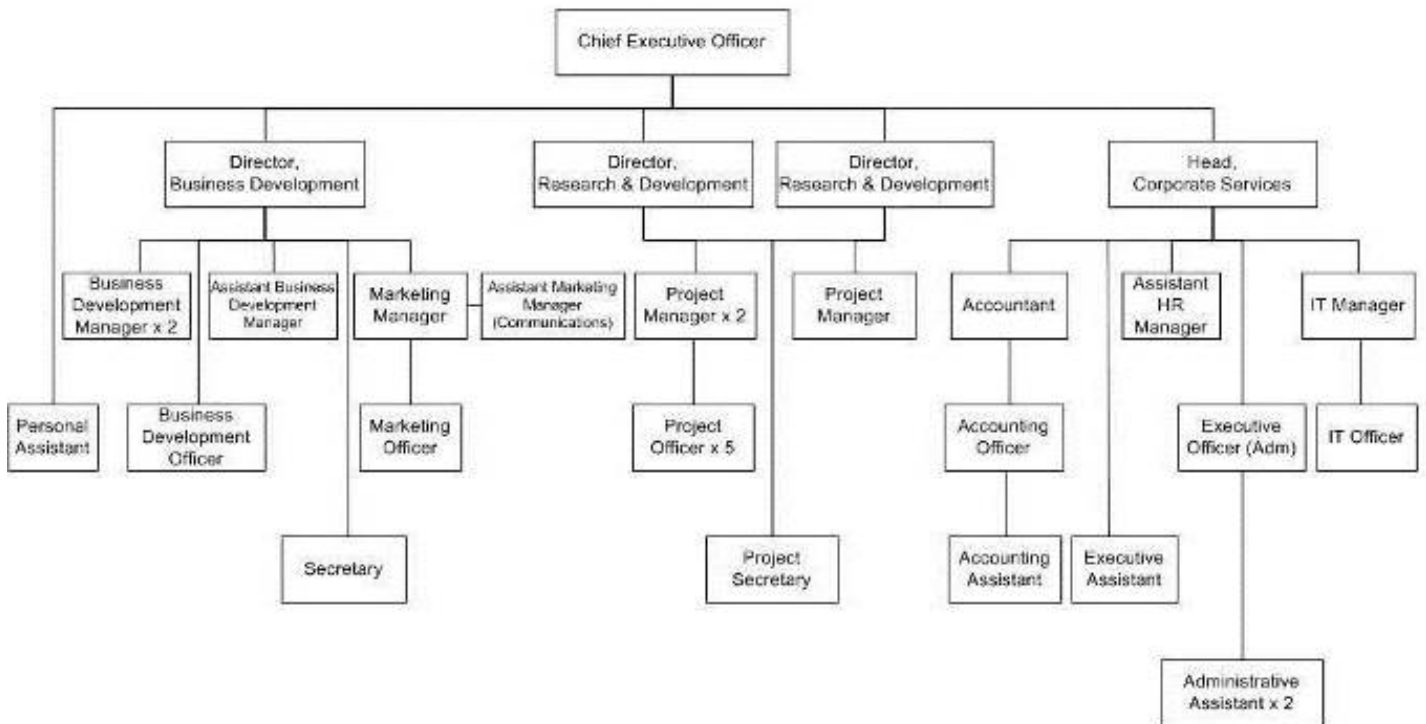 Chief Executive Officer
Director,
Business Development
Director,
Research & Development
Director,
Research & Development
Head,
Corporate Services
Business
Development
Manager x 2
Assistant Business
Development
Manager
Marketing
Manager
Assistant Marketing
Manager
(Communications)
Project
Manager x 2
Project
Manager
Accountant
Assistant
HR
Manager
IT Manager
Personal
Assistant
Business
Development
Officer
Marketing
Officer
Project
Officer x 5
Accounting
Officer
Executive
Officer (Adm)
IT Officer
Secretary
Project
Secretary
Accounting
Assistant
Executive
Assistant
Administrative
Assistant x 2